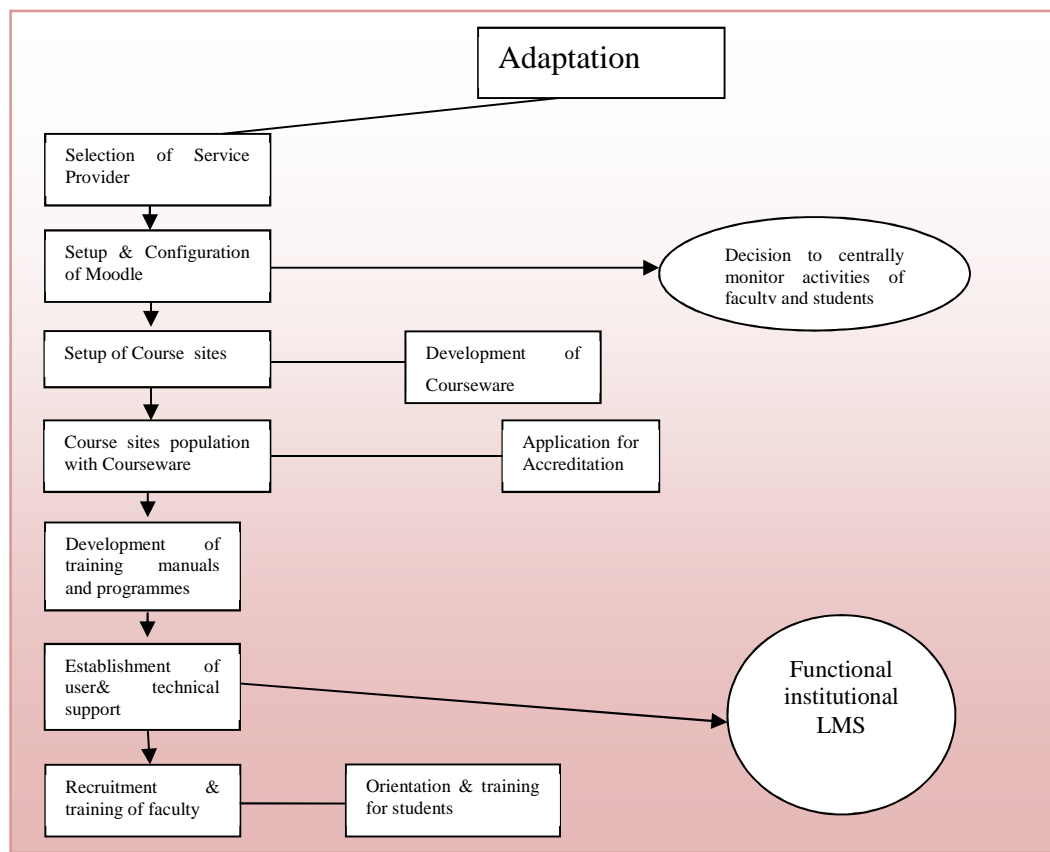 Adaptation
Selection of Service
Provider
Setup & Configuration
of Moodle
Decision to centrally
monitor activities of
faculty and students
Setup of Course sites
Development of
Courseware
Course sites population
with Courseware
Application for
Accreditation
Development of
training manuals
and programmes
Establishment of
user& technical
support
Functional
institutional
LMS
Recruitment &
training of faculty
Orientation & training
for students